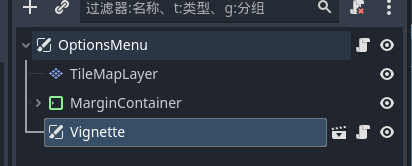 过滤器:名称、t:类型、g:分组
OptionsMenu
TileMapLayer
MarginContainer
Vignette